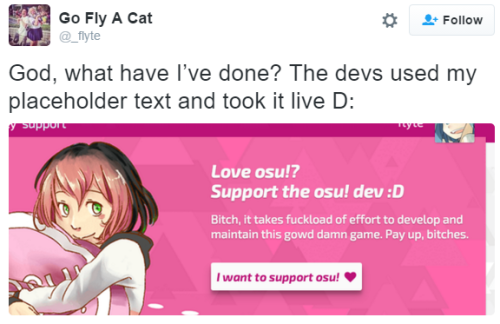 Go Fly A Cat
@_flyte
Follow
God, what have I've done? The devs used my
placeholder text and took it live D:
y support
flyte
Love osu!?
Support the osu! dev :D
Bitch, it takes fuckload of effort to develop and
maintain this gowd damn game. Pay up, bitches.
I want to support osu!